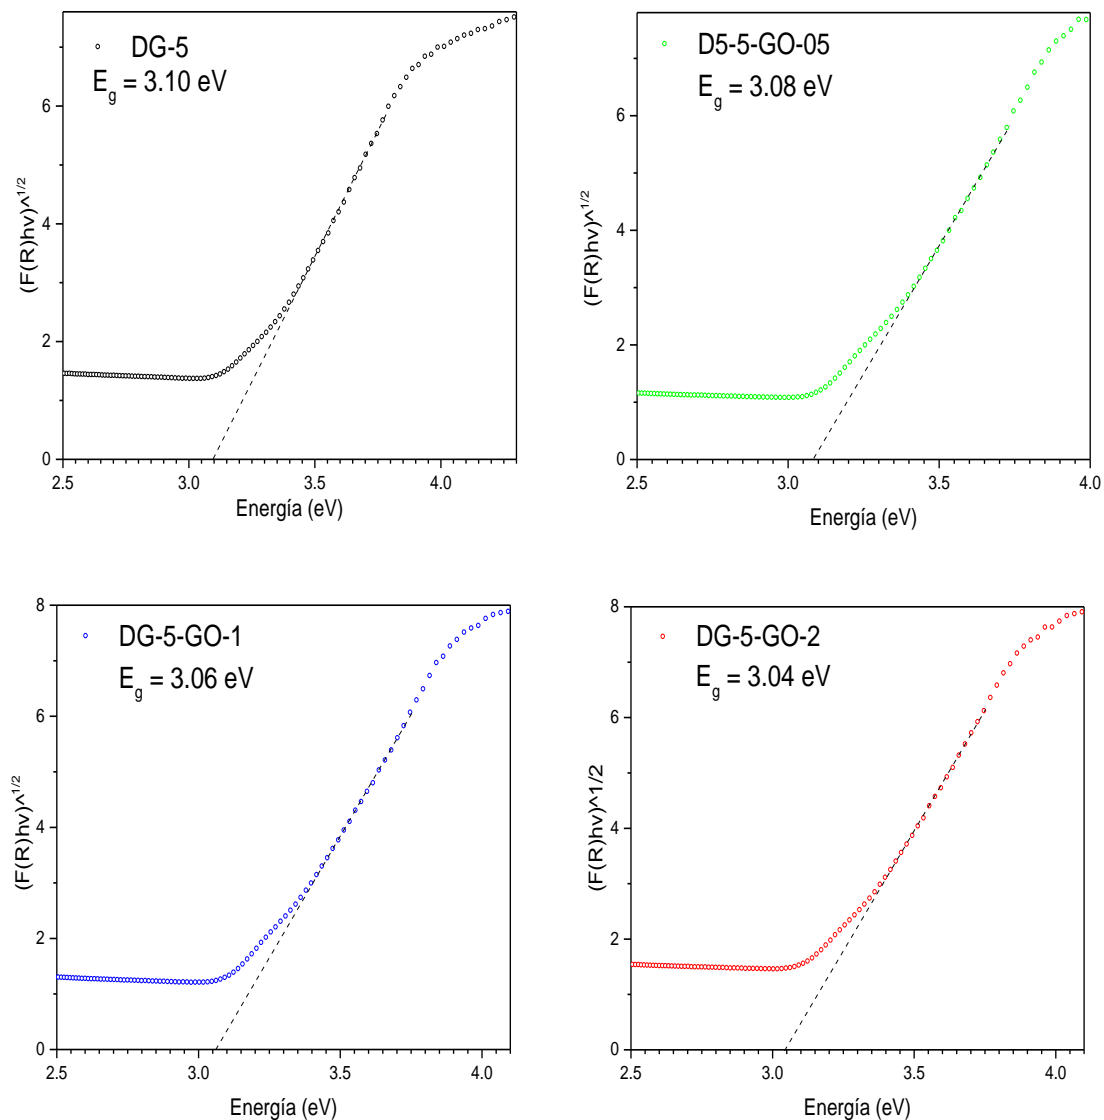 DG-5
E_g = 3.10 eV
(F(R)hv)^^1/2
6
4
2
0
2.5 3.0 3.5 4.0
Energía (eV)
D5-5-GO-05
E_g = 3.08 eV
(F(R)hv)^^1/2
6
4
2
0
2.5 3.0 3.5 4.0
Energía (eV)
DG-5-GO-1
E_g = 3.06 eV
(F(R)hv)^^1/2
8
6
4
2
0
2.5 3.0 3.5 4.0
Energía (eV)
DG-5-GO-2
E_g = 3.04 eV
(F(R)hv)^1/2
8
6
4
2
0
2.5 3.0 3.5 4.0
Energía (eV)